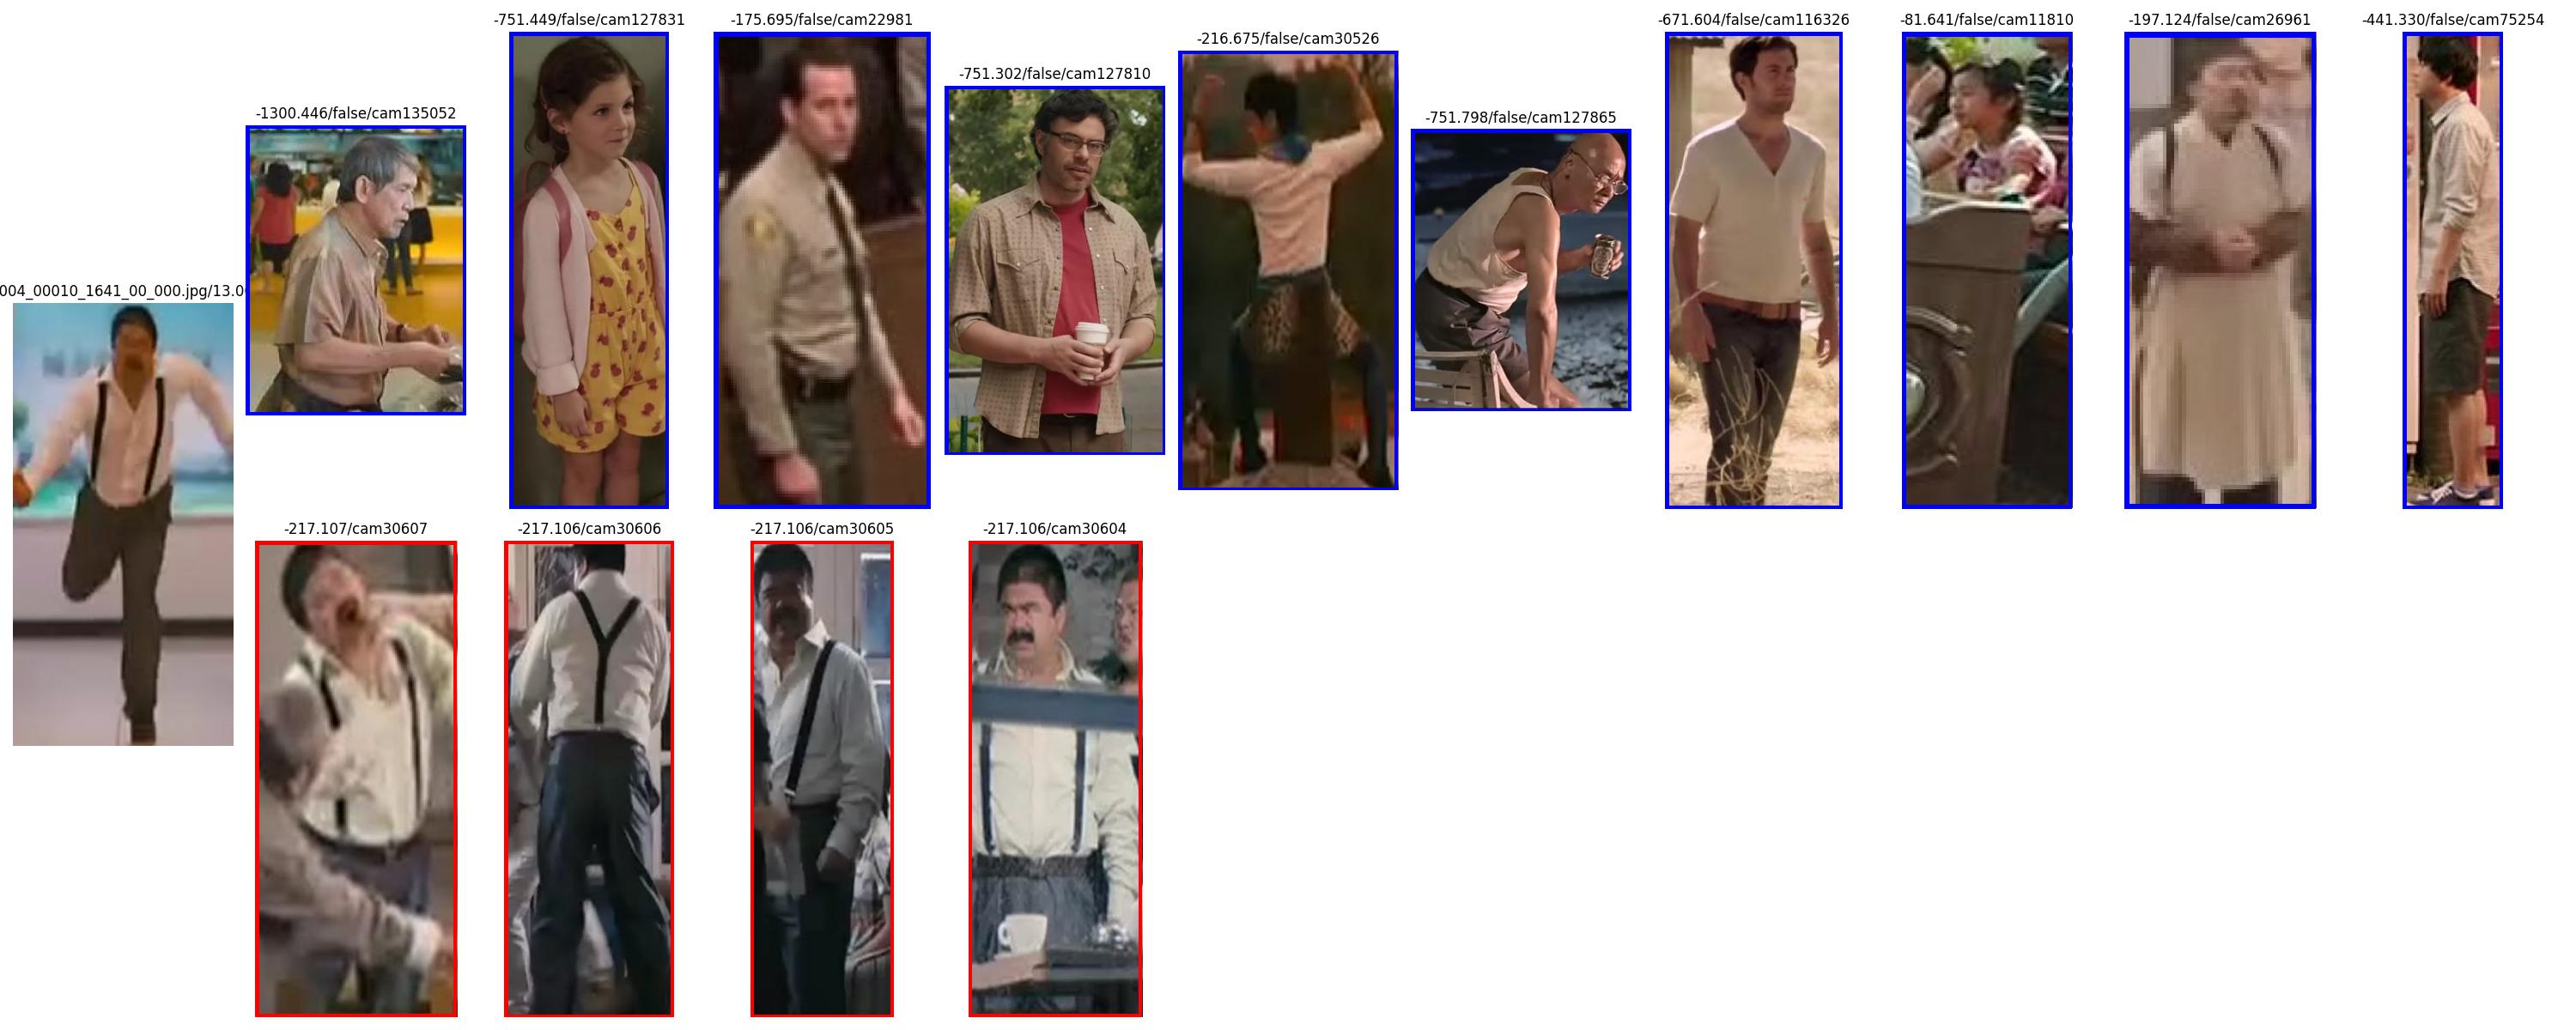 -751.449/false/cam127831
-175.695/false/cam22981
-671.604/false/cam116326
-81.641/false/cam11810
-197.124/false/cam26961
-441.330/false/cam75254
-216.675/false/cam30526
-751.302/false/cam127810
-1300.446/false/cam135052
-751.798/false/cam127865
004_00010_1641_00_000.jpg/13.0
-217.107/cam30607
-217.106/cam30606
-217.106/cam30605
-217.106/cam30604